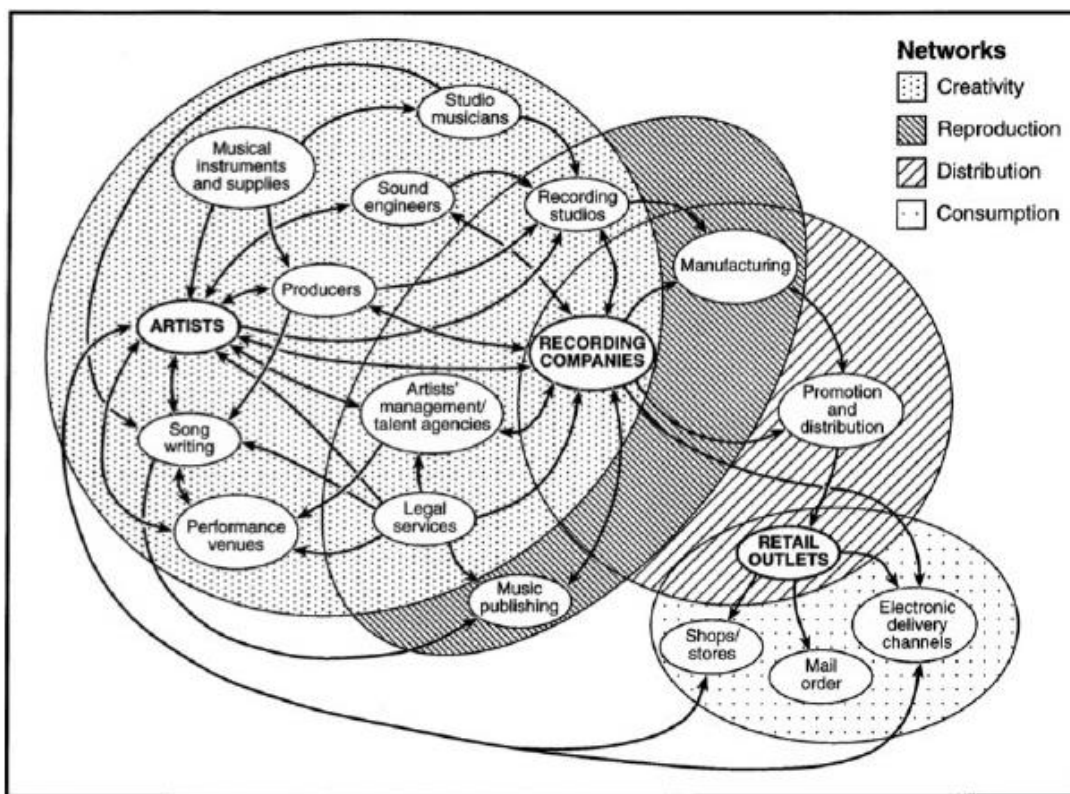 Networks
Creativity
Reproduction
Distribution
Consumption
Studio
musicians
Musical
instruments
and supplies
Sound
engineers
Recording
studios
Manufacturing
Producers
ARTISTS
RECORDING
COMPANIES
Artists'
management/
talent agencies
Promotion
and
distribution
Song
writing
Legal
services
Performance
venues
RETAIL
OUTLETS
Music
publishing
Electronic
delivery
channels
Shops/
stores
Mail
order